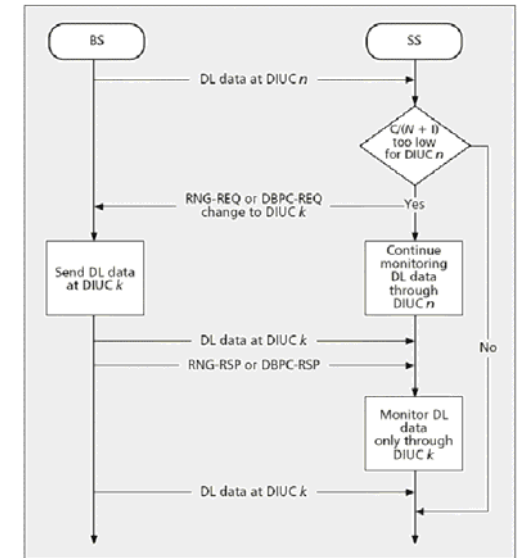 BS
SS
DL data at DIUC n
C/(N + I)
too low
for DIUC n
RNG-REQ or DBPC-REQ
change to DIUC k
Yes
Send DL data
at DIUC k
Continue
monitoring
DL data
through
DIUC n
DL data at DIUC k
No
RNG-RSP or DBPC-RSP
Monitor DL
data
only through
DIUC k
DL data at DIUC k